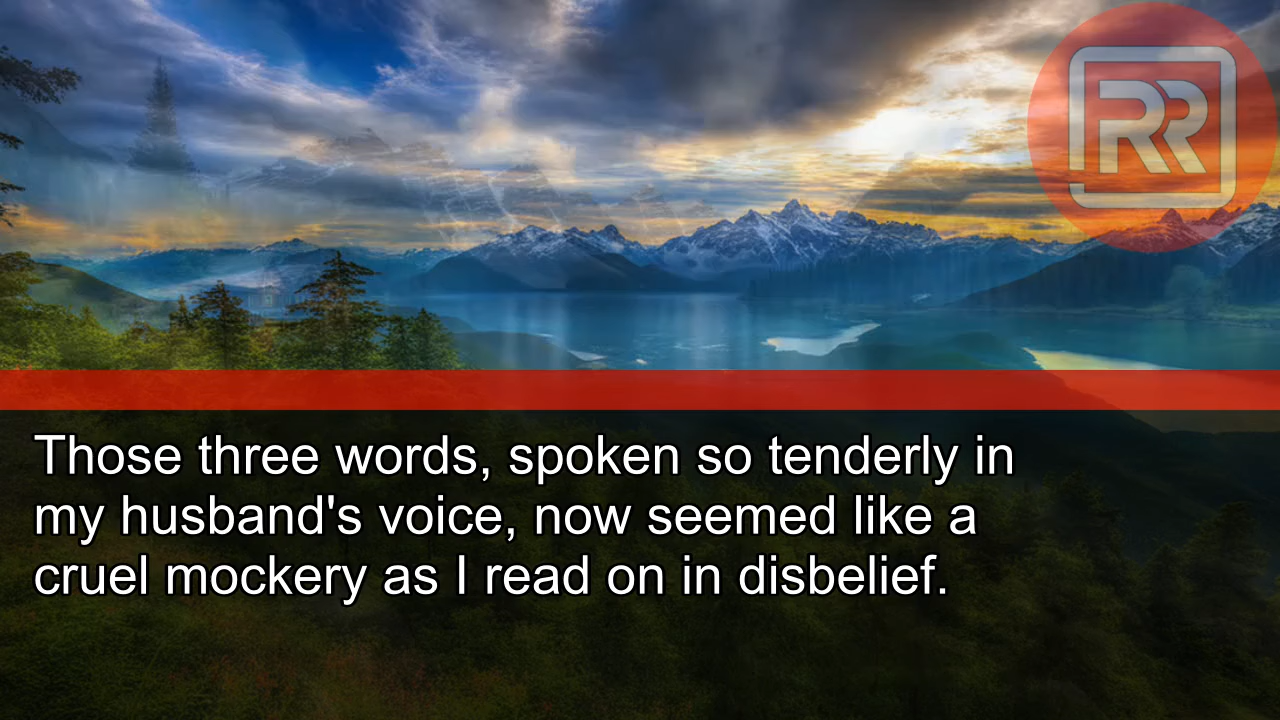 RR
Those three words, spoken so tenderly in
my husband's voice, now seemed like a
cruel mockery as I read on in disbelief.